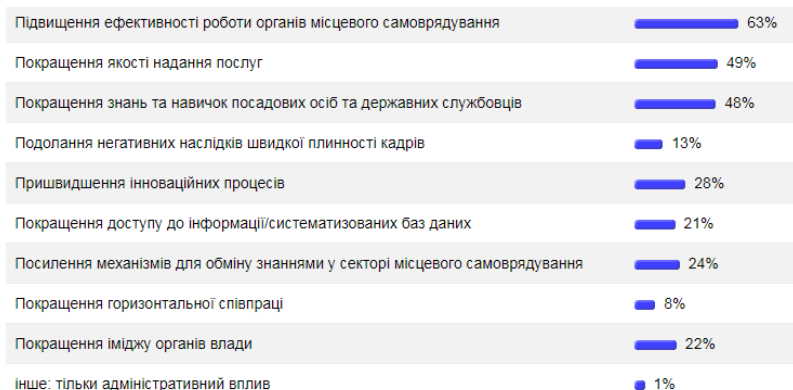 Підвищення ефективності роботи органів місцевого самоврядування 63%
Покращення якості надання послуг 49%
Покращення знань та навичок посадових осіб та державних службовців 48%
Подолання негативних наслідків швидкої плинності кадрів 13%
Пришвидшення інноваційних процесів 28%
Покращення доступу до інформації/систематизованих баз даних 21%
Посилення механізмів для обміну знаннями у секторі місцевого самоврядування 24%
Покращення горизонтальної співпраці 8%
Покращення іміджу органів влади 22%
інше: тільки адміністративний вплив 1%